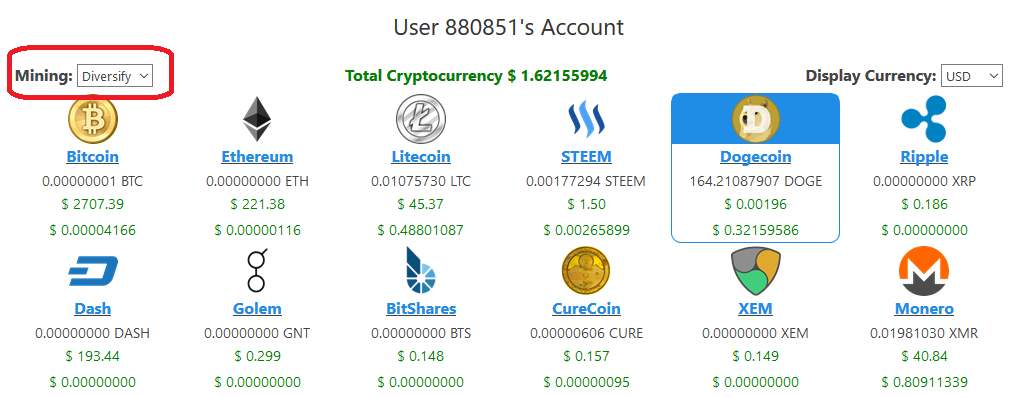 User 880851's Account
Mining: Diversify
Total Cryptocurrency $ 1.62155994
Display Currency: USD
Bitcoin Ethereum Litecoin STEEM Dogecoin Ripple
0.00000001 BTC 0.00000000 ETH 0.01075730 LTC 0.00177294 STEEM 164.21087907 DOGE 0.00000000 XRP
$ 2707.39 $ 221.38 $ 45.37 $ 1.50 $ 0.00196 $ 0.186
$ 0.00004166 $ 0.00000116 $ 0.48801087 $ 0.00265899 $ 0.32159586 $ 0.00000000
Dash Golem BitShares CureCoin XEM Monero
0.00000000 DASH 0.00000000 GNT 0.00000000 BTS 0.00000606 CURE 0.00000000 XEM 0.01981030 XMR
$ 193.44 $ 0.299 $ 0.148 $ 0.157 $ 0.149 $ 40.84
$ 0.00000000 $ 0.00000000 $ 0.00000000 $ 0.00000095 $ 0.00000000 $ 0.80911339